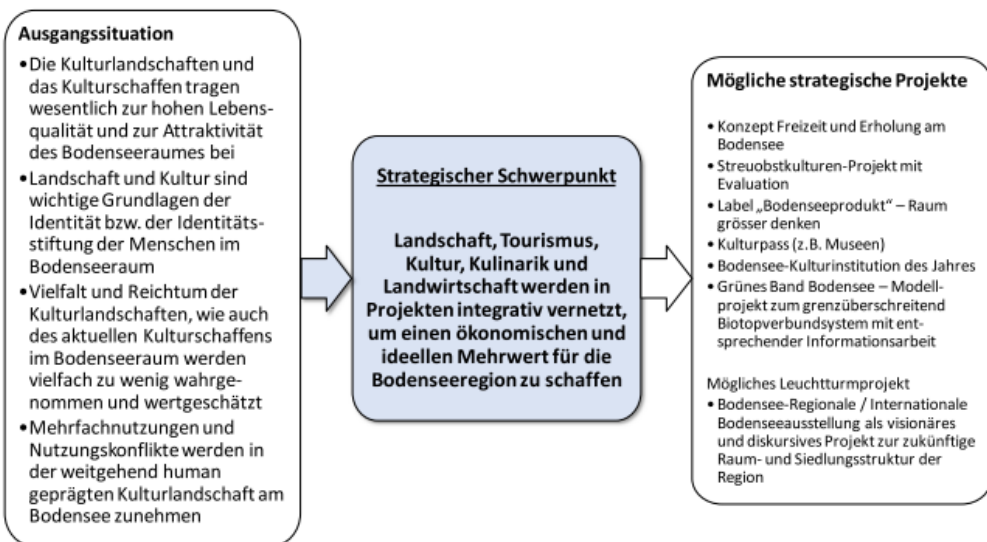 Ausgangssituation
•Die Kulturlandschaften und
das Kulturschaffen tragen
wesentlich zur hohen Lebens-
qualität und zur Attraktivität
des Bodenseeraumes bei
•Landschaft und Kultur sind
wichtige Grundlagen der
Identität bzw. der Identitäts-
stiftung der Menschen im
Bodenseeraum
•Vielfalt und Reichtum der
Kulturlandschaften, wie auch
des aktuellen Kulturschaffens
im Bodenseeraum werden
vielfach zu wenig wahrge-
nommen und wertgeschätzt
•Mehrfachnutzungen und
Nutzungskonflikte werden in
der weitgehend human
geprägten Kulturlandschaft am
Bodensee zunehmen
Strategischer Schwerpunkt
Landschaft, Tourismus,
Kultur, Kulinarik und
Landwirtschaft werden in
Projekten integrativ vernetzt,
um einen ökonomischen und
ideellen Mehrwert für die
Bodenseeregion zu schaffen
Mögliche strategische Projekte
• Konzept Freizeit und Erholung am
Bodensee
• Streuobstkulturen-Projekt mit
Evaluation
• Label „Bodenseeprodukt“ – Raum
grösser denken
• Kulturpass (z.B. Museen)
• Bodensee-Kulturinstitution des Jahres
• Grünes Band Bodensee – Modell-
projekt zum grenzüberschreitend
Biotopverbundsystem mit ent-
sprechender Informationsarbeit
Mögliches Leuchtturmprojekt
• Bodensee-Regionale / Internationale
Bodenseeausstellung als visionäres
und diskursives Projekt zur zukünftige
Raum- und Siedlungsstruktur der
Region